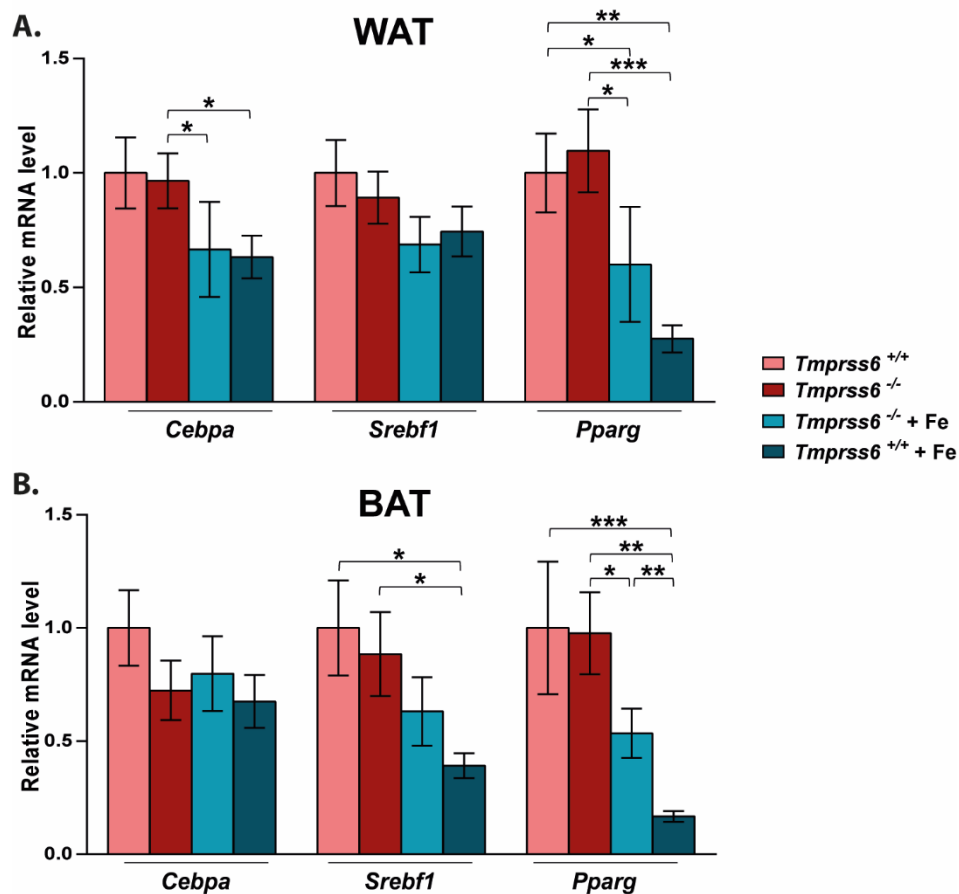 A.
WAT
**
*
***
*
*
*
1.5
1.0
0.5
0.0
Relative mRNA level
Cebpa
Srebf1
Pparg
Tmprss6 +/+
Tmprss6 -/-
Tmprss6 -/- + Fe
Tmprss6 +/+ + Fe
B.
BAT
***
**
* **
*
*
1.5
1.0
0.5
0.0
Relative mRNA level
Cebpa
Srebf1
Pparg